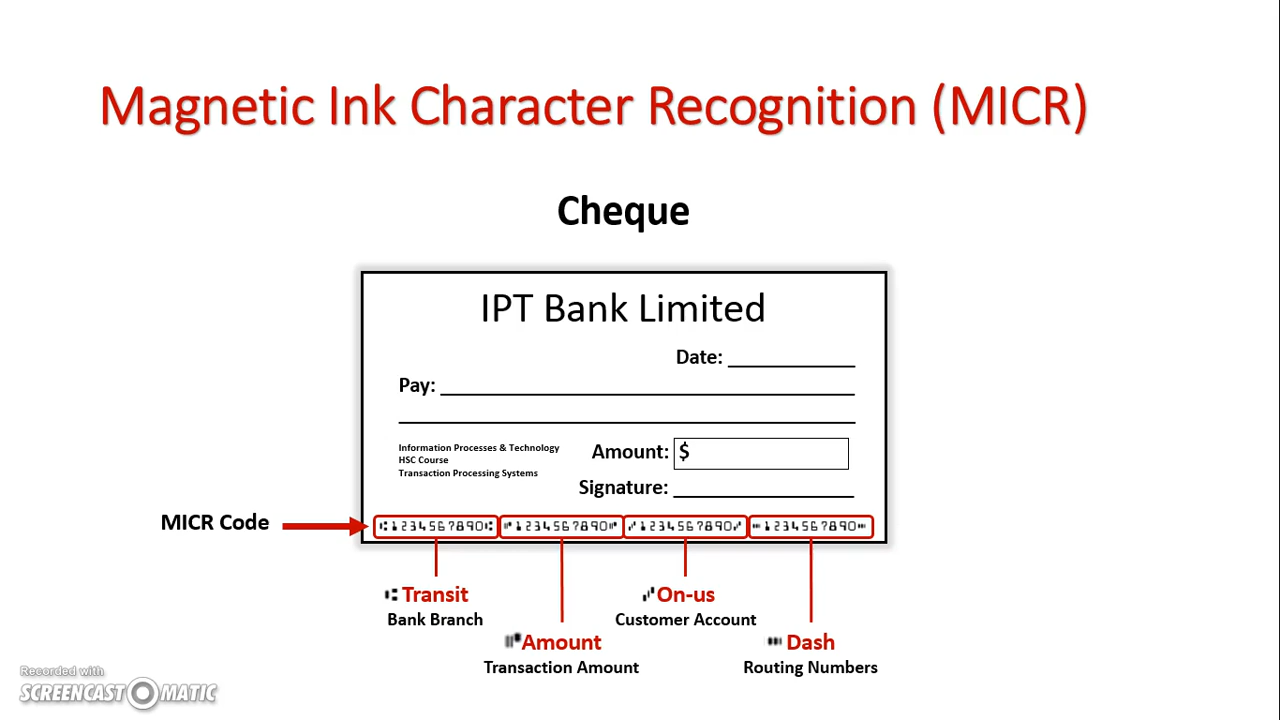 Magnetic Ink Character Recognition (MICR)
Cheque
IPT Bank Limited
Date:
Pay:
Information Processes & Technology
HSC Course
Transaction Processing Systems
Amount: $
Signature:
MICR Code
⑆1234567890⑆ ⑇1234567890⑇ ⑈1234567890⑈ ⑉1234567890⑉
⑆ Transit
Bank Branch
⑇ Amount
Transaction Amount
⑈ On-us
Customer Account
⑉ Dash
Routing Numbers
Recorded with
SCREENCAST-O-MATIC